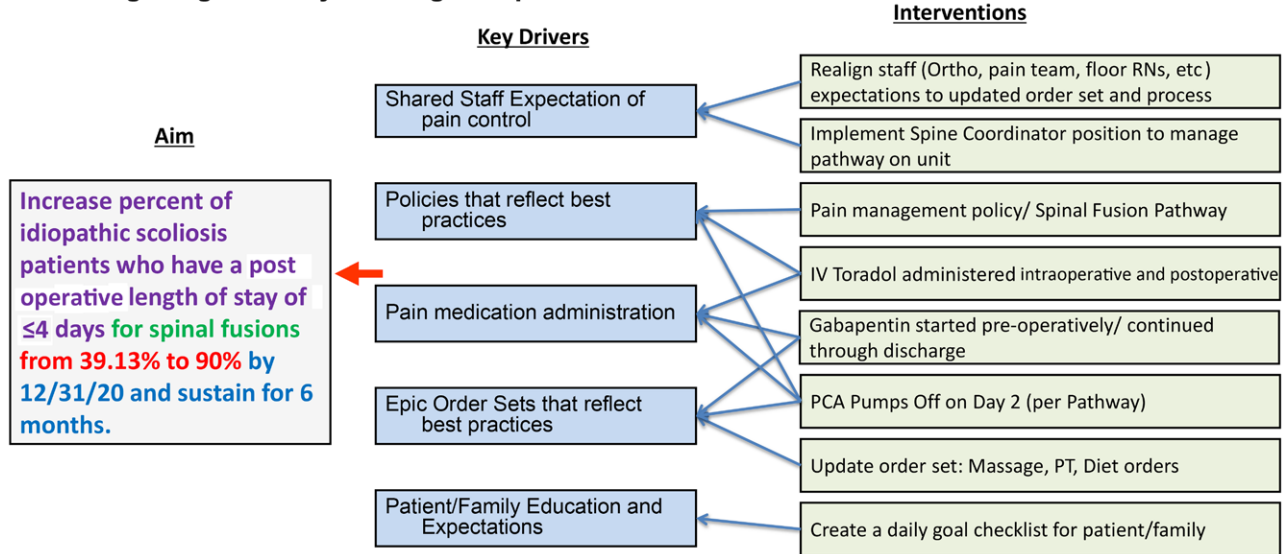 Interventions
Key Drivers
Aim
Increase percent of
idiopathic scoliosis
patients who have a post
operative length of stay of
≤4 days for spinal fusions
from 39.13% to 90% by
12/31/20 and sustain for 6
months.
Shared Staff Expectation of
pain control
Policies that reflect best
practices
Pain medication administration
Epic Order Sets that reflect
best practices
Patient/Family Education and
Expectations
Realign staff (Ortho, pain team, floor RNs, etc)
expectations to updated order set and process
Implement Spine Coordinator position to manage
pathway on unit
Pain management policy/ Spinal Fusion Pathway
IV Toradol administered intraoperative and postoperative
Gabapentin started pre-operatively/ continued
through discharge
PCA Pumps Off on Day 2 (per Pathway)
Update order set: Massage, PT, Diet orders
Create a daily goal checklist for patient/family